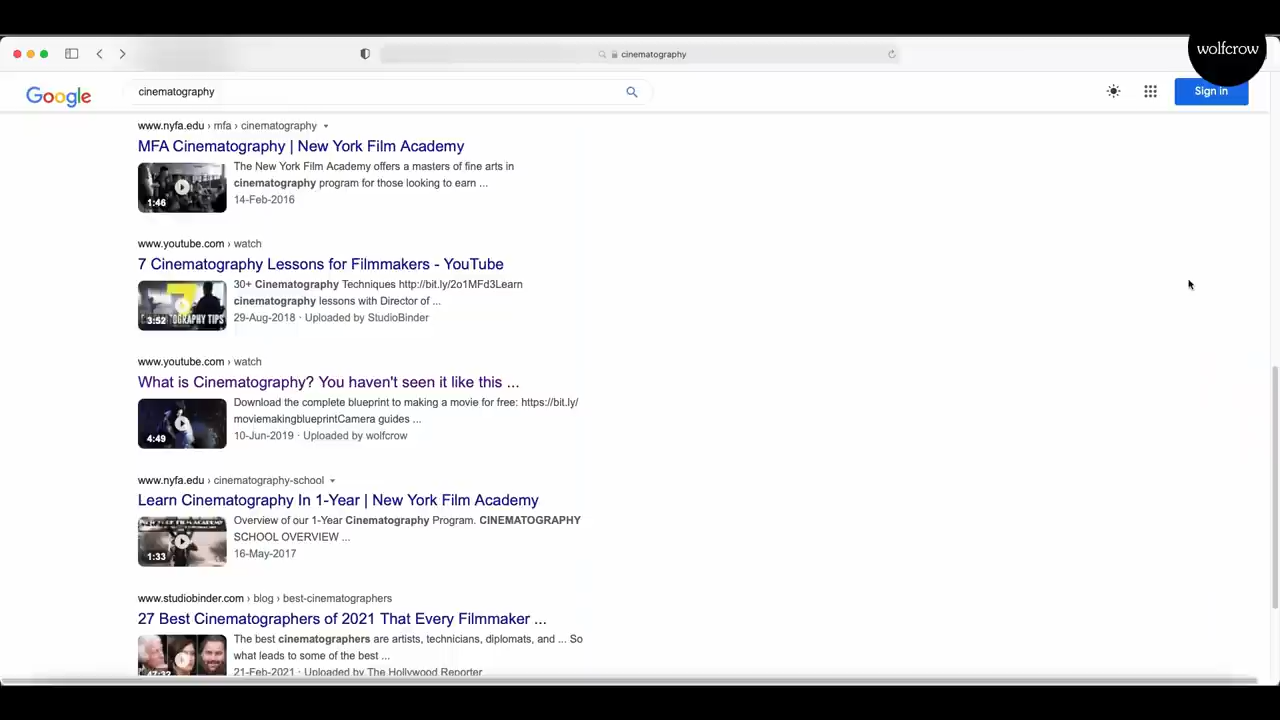 wolfcrow
cinematography
Google
cinematography
Sign in
www.nyfa.edu › mfa › cinematography
MFA Cinematography | New York Film Academy
The New York Film Academy offers a masters of fine arts in
cinematography program for those looking to earn ...
1:46
14-Feb-2016
www.youtube.com › watch
7 Cinematography Lessons for Filmmakers - YouTube
30+ Cinematography Techniques http://bit.ly/2o1MFd3Learn
cinematography lessons with Director of ...
7
TOGRAPHY TIPS
3:52
29-Aug-2018 · Uploaded by StudioBinder
www.youtube.com › watch
What is Cinematography? You haven't seen it like this ...
Download the complete blueprint to making a movie for free: https://bit.ly/
moviemakingblueprintCamera guides ...
4:49
10-Jun-2019 · Uploaded by wolfcrow
www.nyfa.edu › cinematography-school
Learn Cinematography In 1-Year | New York Film Academy
Overview of our 1-Year Cinematography Program. CINEMATOGRAPHY
SCHOOL OVERVIEW ...
1:33
16-May-2017
www.studiobinder.com › blog › best-cinematographers
27 Best Cinematographers of 2021 That Every Filmmaker ...
The best cinematographers are artists, technicians, diplomats, and ... So
what leads to some of the best ...
21-Feb-2021 · Uploaded by The Hollywood Reporter